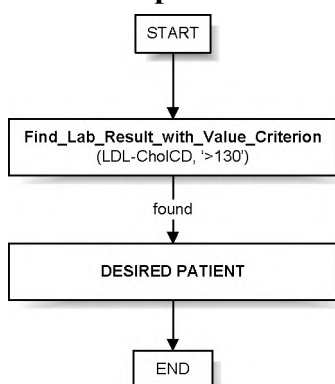 START
Find_Lab_Result_with_Value_Criterion
(LDL-CholCD, ‘>130’)
found
DESIRED PATIENT
END